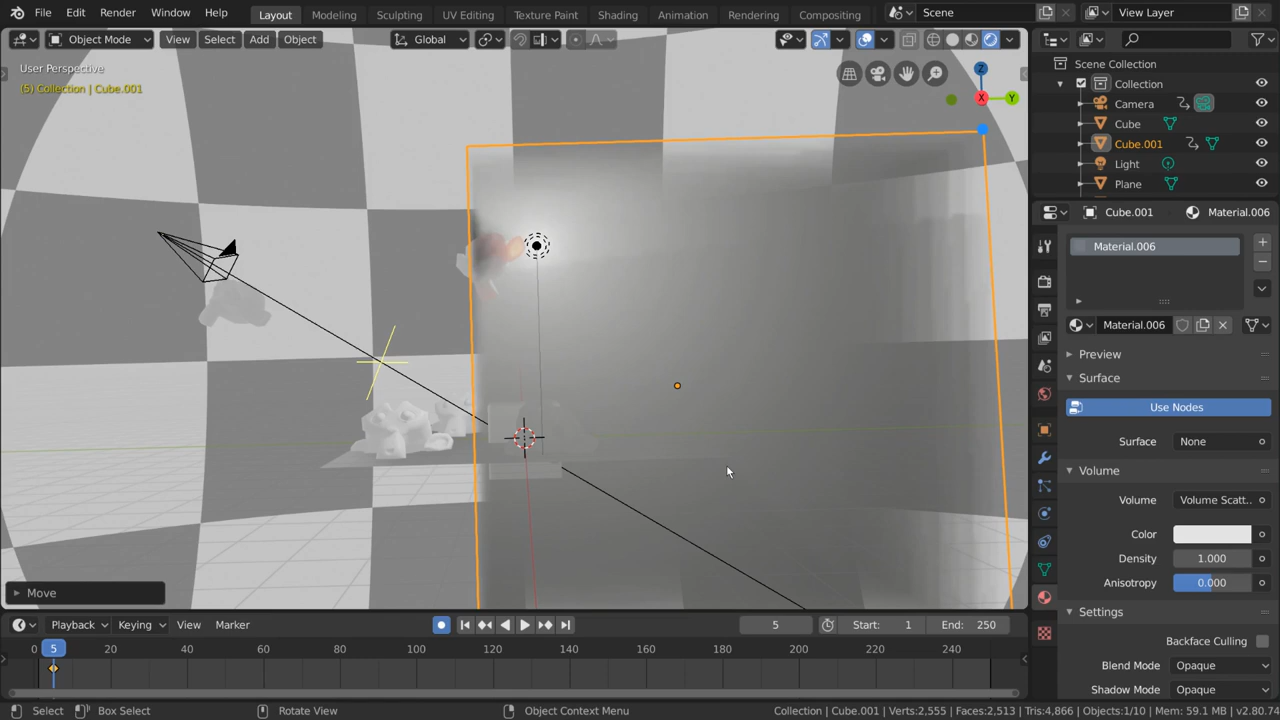 File Edit Render Window Help Layout Modeling Sculpting UV Editing Texture Paint Shading Animation Rendering Compositing Scene View Layer
Object Mode View Select Add Object Global
User Perspective
(5) Collection | Cube.001
Z
X Y
Move
Scene Collection
Collection
Camera
Cube
Cube.001
Light
Plane
Cube.001 Material.006
Material.006
Material.006
Preview
Surface
Use Nodes
Surface None
Volume
Volume Volume Scatt..
Color
Density 1.000
Anisotropy 0.000
Settings
Backface Culling
Blend Mode Opaque
Shadow Mode Opaque
Playback Keying View Marker 5 Start: 1 End: 250
0 5 20 40 60 80 100 120 140 160 180 200 220 240
Select Box Select Rotate View Object Context Menu Collection | Cube.001 | Verts:2,555 | Faces:2,513 | Tris:4,866 | Objects:1/10 | Mem: 59.1 MB | v2.80.74